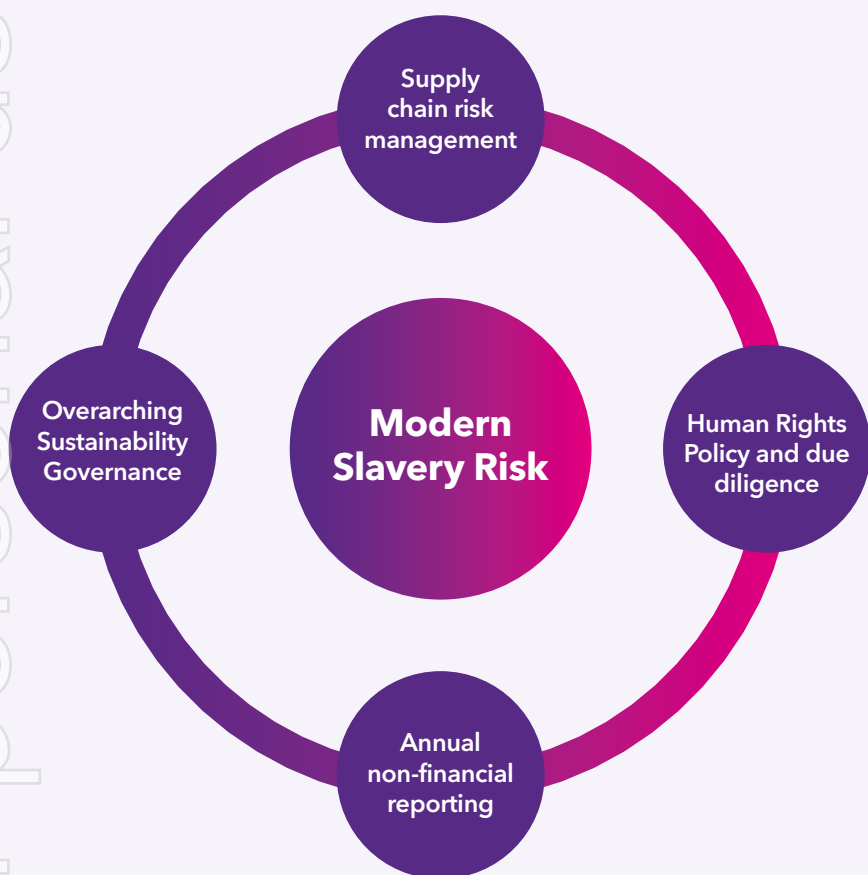 Supply
chain risk
management
Overarching
Sustainability
Governance
Modern
Slavery Risk
Human Rights
Policy and due
diligence
Annual
non-financial
reporting